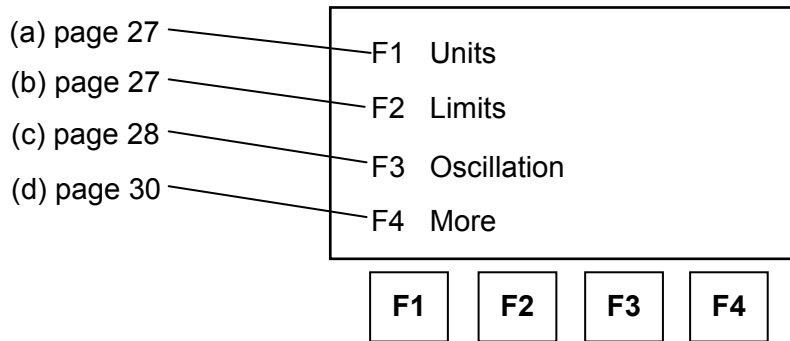 (a) page 27
F1 Units
(b) page 27
F2 Limits
(c) page 28
F3 Oscillation
(d) page 30
F4 More
F1 F2 F3 F4